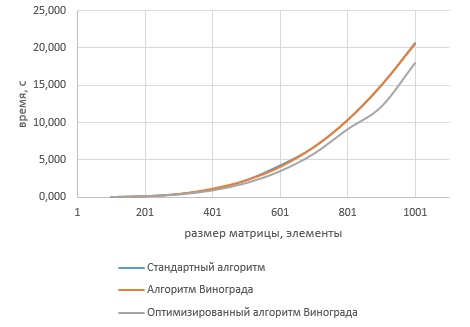 25,000
20,000
15,000
10,000
5,000
0,000
время, с
1 201 401 601 801 1001
размер матрицы, элементы
Стандартный алгоритм
Алгоритм Винограда
Оптимизированный алгоритм Винограда